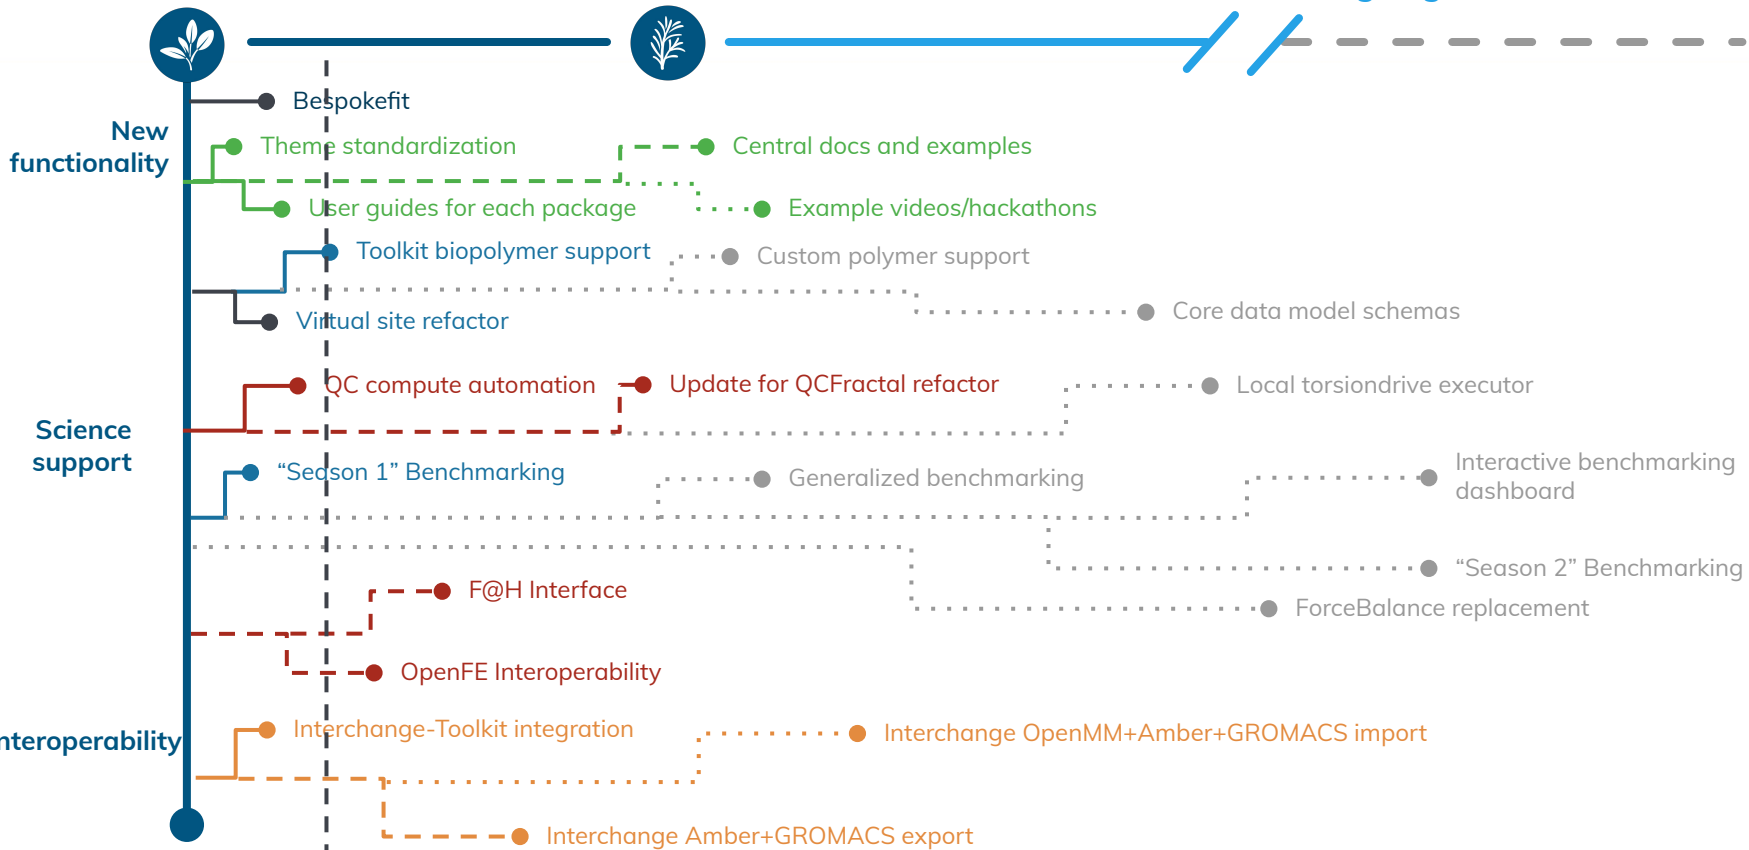 Bespokefit
New
functionality
Theme standardization
Central docs and examples
User guides for each package
Example videos/hackathons
Toolkit biopolymer support
Custom polymer support
Core data model schemas
Virtual site refactor
QC compute automation
Update for QCFractal refactor
Local torsiondrive executor
Science
support
“Season 1” Benchmarking
Generalized benchmarking
Interactive benchmarking
dashboard
“Season 2” Benchmarking
ForceBalance replacement
F@H Interface
OpenFE Interoperability
nteroperability
Interchange-Toolkit integration
Interchange OpenMM+Amber+GROMACS import
Interchange Amber+GROMACS export